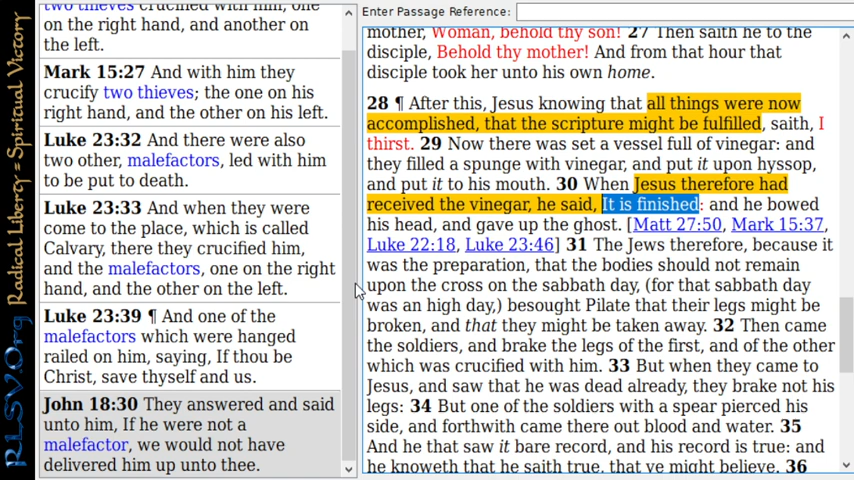 RLSV.Org Radical Liberty = Spiritual Victory
two thieves crucified with him, one
on the right hand, and another on
the left.
Mark 15:27 And with him they
crucify two thieves; the one on his
right hand, and the other on his left.
Luke 23:32 And there were also
two other, malefactors, led with him
to be put to death.
Luke 23:33 And when they were
come to the place, which is called
Calvary, there they crucified him,
and the malefactors, one on the right
hand, and the other on the left.
Luke 23:39 ¶ And one of the
malefactors which were hanged
railed on him, saying, If thou be
Christ, save thyself and us.
John 18:30 They answered and said
unto him, If he were not a
malefactor, we would not have
delivered him up unto thee.
Enter Passage Reference:
mother, Woman, behold thy son! 27 Then saith he to the
disciple, Behold thy mother! And from that hour that
disciple took her unto his own home.
28 ¶ After this, Jesus knowing that all things were now
accomplished, that the scripture might be fulfilled, saith, I
thirst. 29 Now there was set a vessel full of vinegar: and
they filled a spunge with vinegar, and put it upon hyssop,
and put it to his mouth. 30 When Jesus therefore had
received the vinegar, he said, It is finished: and he bowed
his head, and gave up the ghost. [Matt 27:50, Mark 15:37,
Luke 22:18, Luke 23:46] 31 The Jews therefore, because it
was the preparation, that the bodies should not remain
upon the cross on the sabbath day, (for that sabbath day
was an high day,) besought Pilate that their legs might be
broken, and that they might be taken away. 32 Then came
the soldiers, and brake the legs of the first, and of the other
which was crucified with him. 33 But when they came to
Jesus, and saw that he was dead already, they brake not his
legs: 34 But one of the soldiers with a spear pierced his
side, and forthwith came there out blood and water. 35
And he that saw it bare record, and his record is true: and
he knoweth that he saith true, that ye might believe. 36